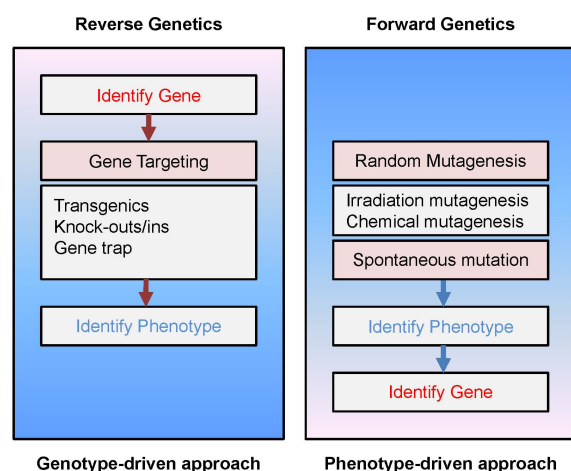 Reverse Genetics
Identify Gene
Gene Targeting
Transgenics
Knock-outs/ins
Gene trap
Identify Phenotype
Genotype-driven approach
Forward Genetics
Random Mutagenesis
Irradiation mutagenesis
Chemical mutagenesis
Spontaneous mutation
Identify Phenotype
Identify Gene
Phenotype-driven approach